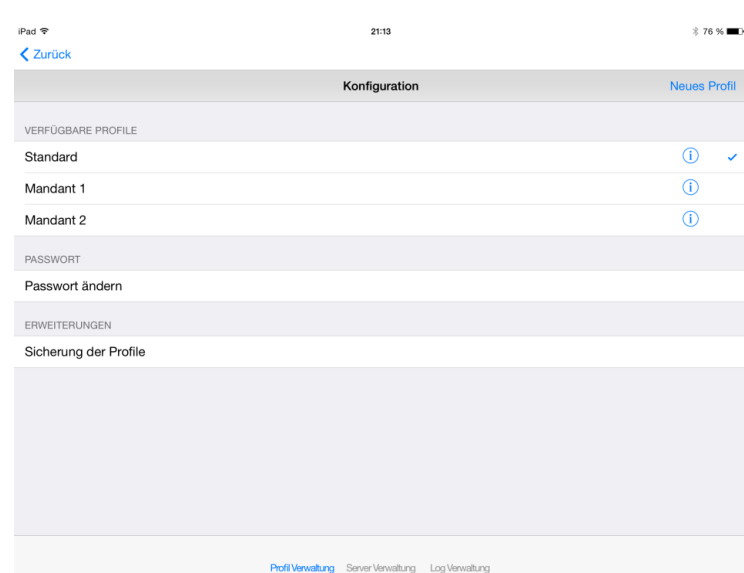 iPad 21:13 76 %
Zurück
Konfiguration Neues Profil
VERFÜGBARE PROFILE
Standard
Mandant 1
Mandant 2
PASSWORT
Passwort ändern
ERWEITERUNGEN
Sicherung der Profile
Profil Verwaltung Server Verwaltung Log Verwaltung